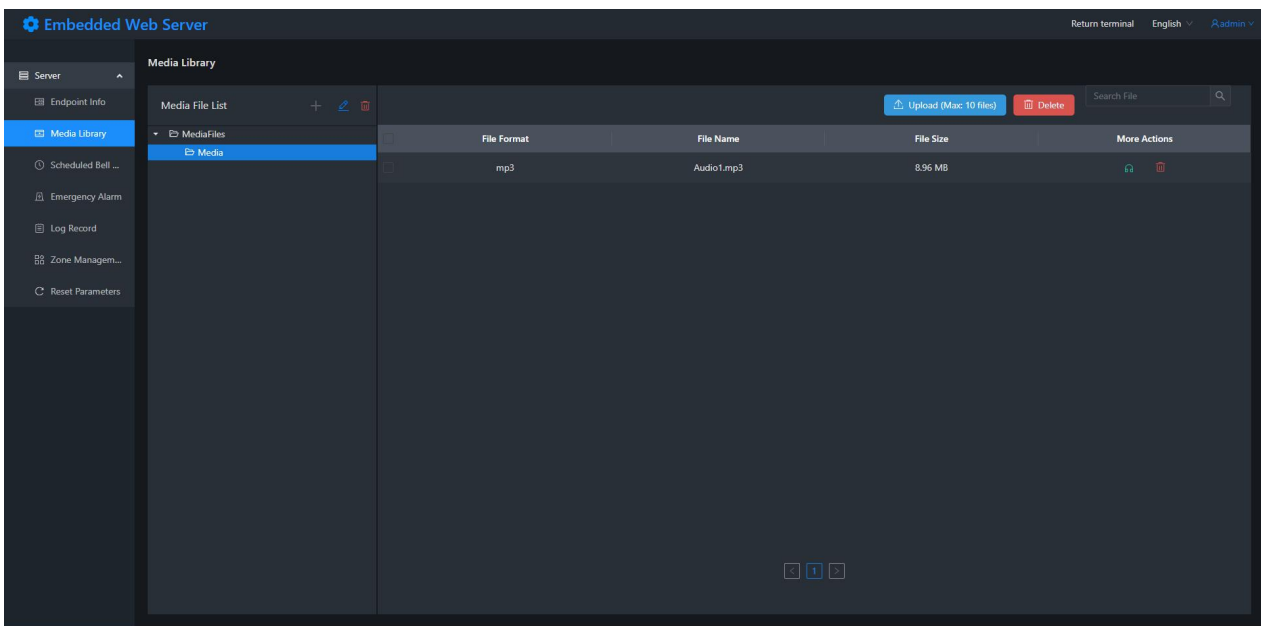 Embedded Web Server
Return terminal English admin
Server
Endpoint Info
Media Library
Scheduled Bell ...
Emergency Alarm
Log Record
Zone Managem...
Reset Parameters
Media Library
Media File List
MediaFiles
Media
Upload (Max: 10 files) Delete Search File
File Format File Name File Size More Actions
mp3 Audio1.mp3 8.96 MB
< 1 >